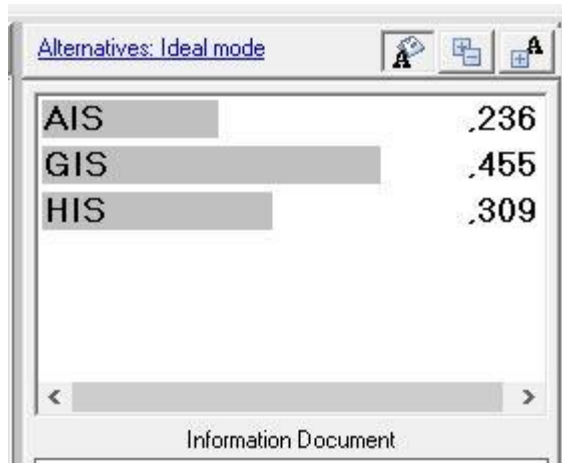 Alternatives: Ideal mode
AIS ,236
GIS ,455
HIS ,309
Information Document